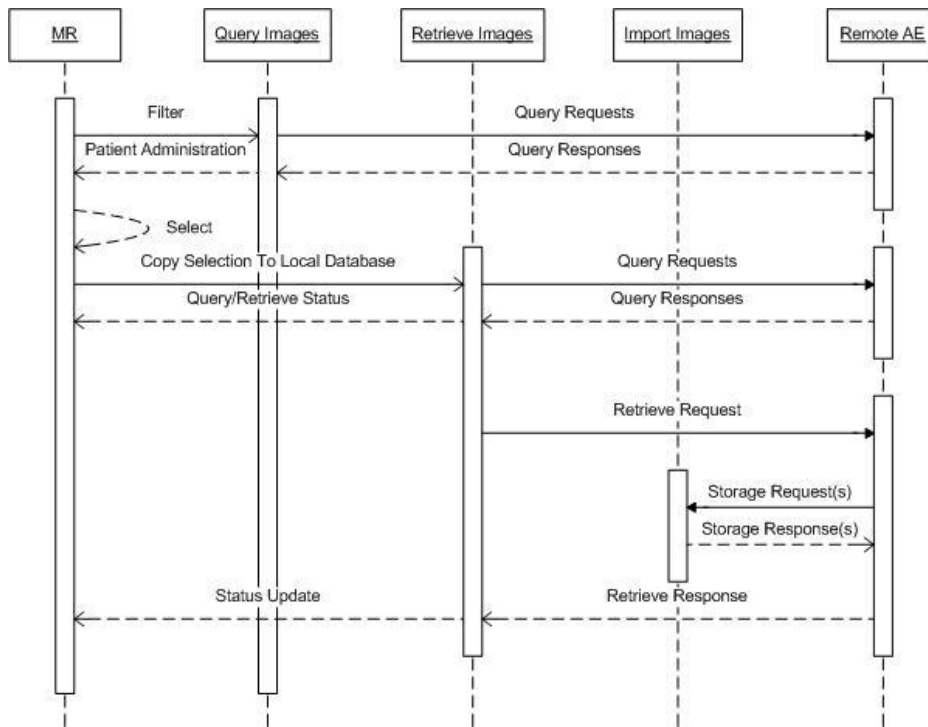 MR
Query Images
Retrieve Images
Import Images
Remote AE
Filter
Query Requests
Patient Administration
Query Responses
Select
Copy Selection To Local Database
Query Requests
Query/Retrieve Status
Query Responses
Retrieve Request
Storage Request(s)
Storage Response(s)
Status Update
Retrieve Response